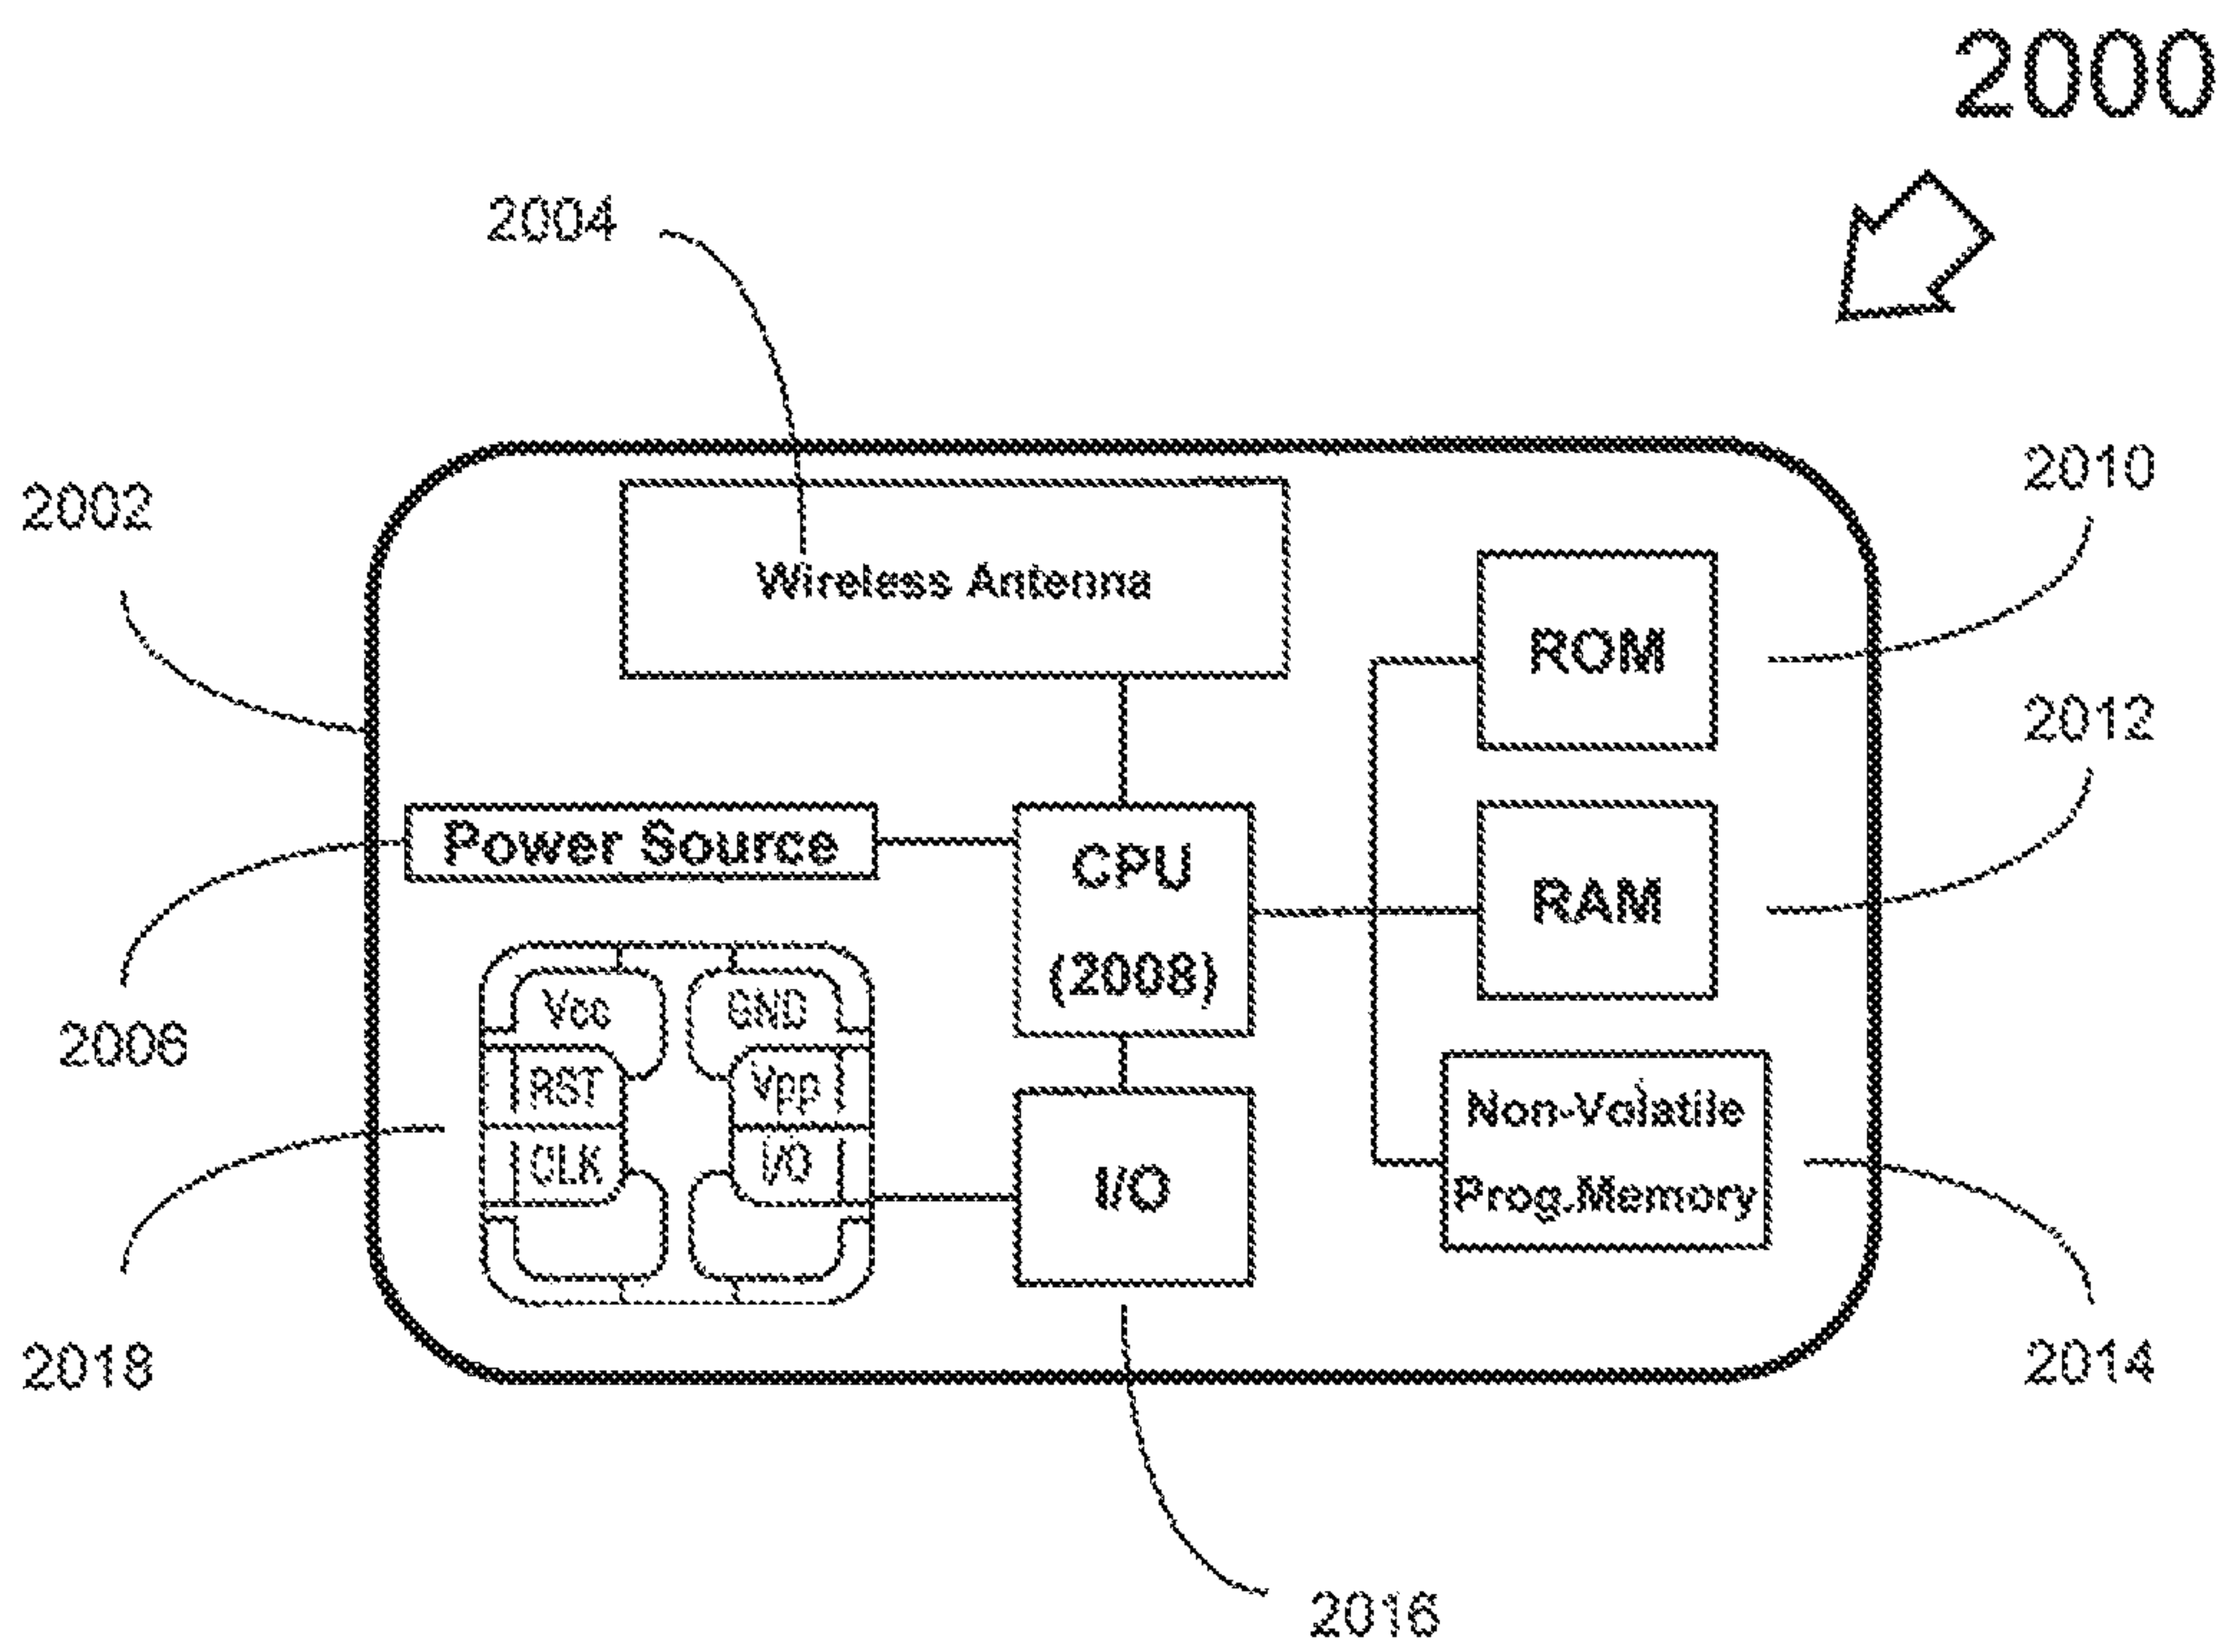 2000
2004
2010
2002
Wireless Antenna
ROM
2012
Power Source
CPU
RAM
(2008)
Vcc
GND
2006
RST
Vpp
Non-Volatile
CLK
I/O
I/O
Prog.Memory
2018
2014
2016